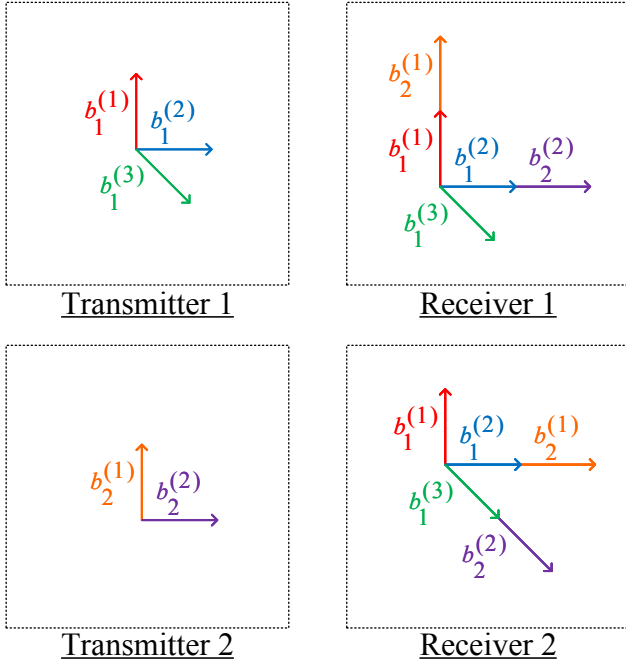 b_1^(1)
b_1^(2)
b_1^(3)
Transmitter 1
b_2^(1)
b_1^(1)
b_1^(2)
b_2^(2)
b_1^(3)
Receiver 1
b_2^(1)
b_2^(2)
Transmitter 2
b_1^(1)
b_1^(2)
b_2^(1)
b_1^(3)
b_2^(2)
Receiver 2